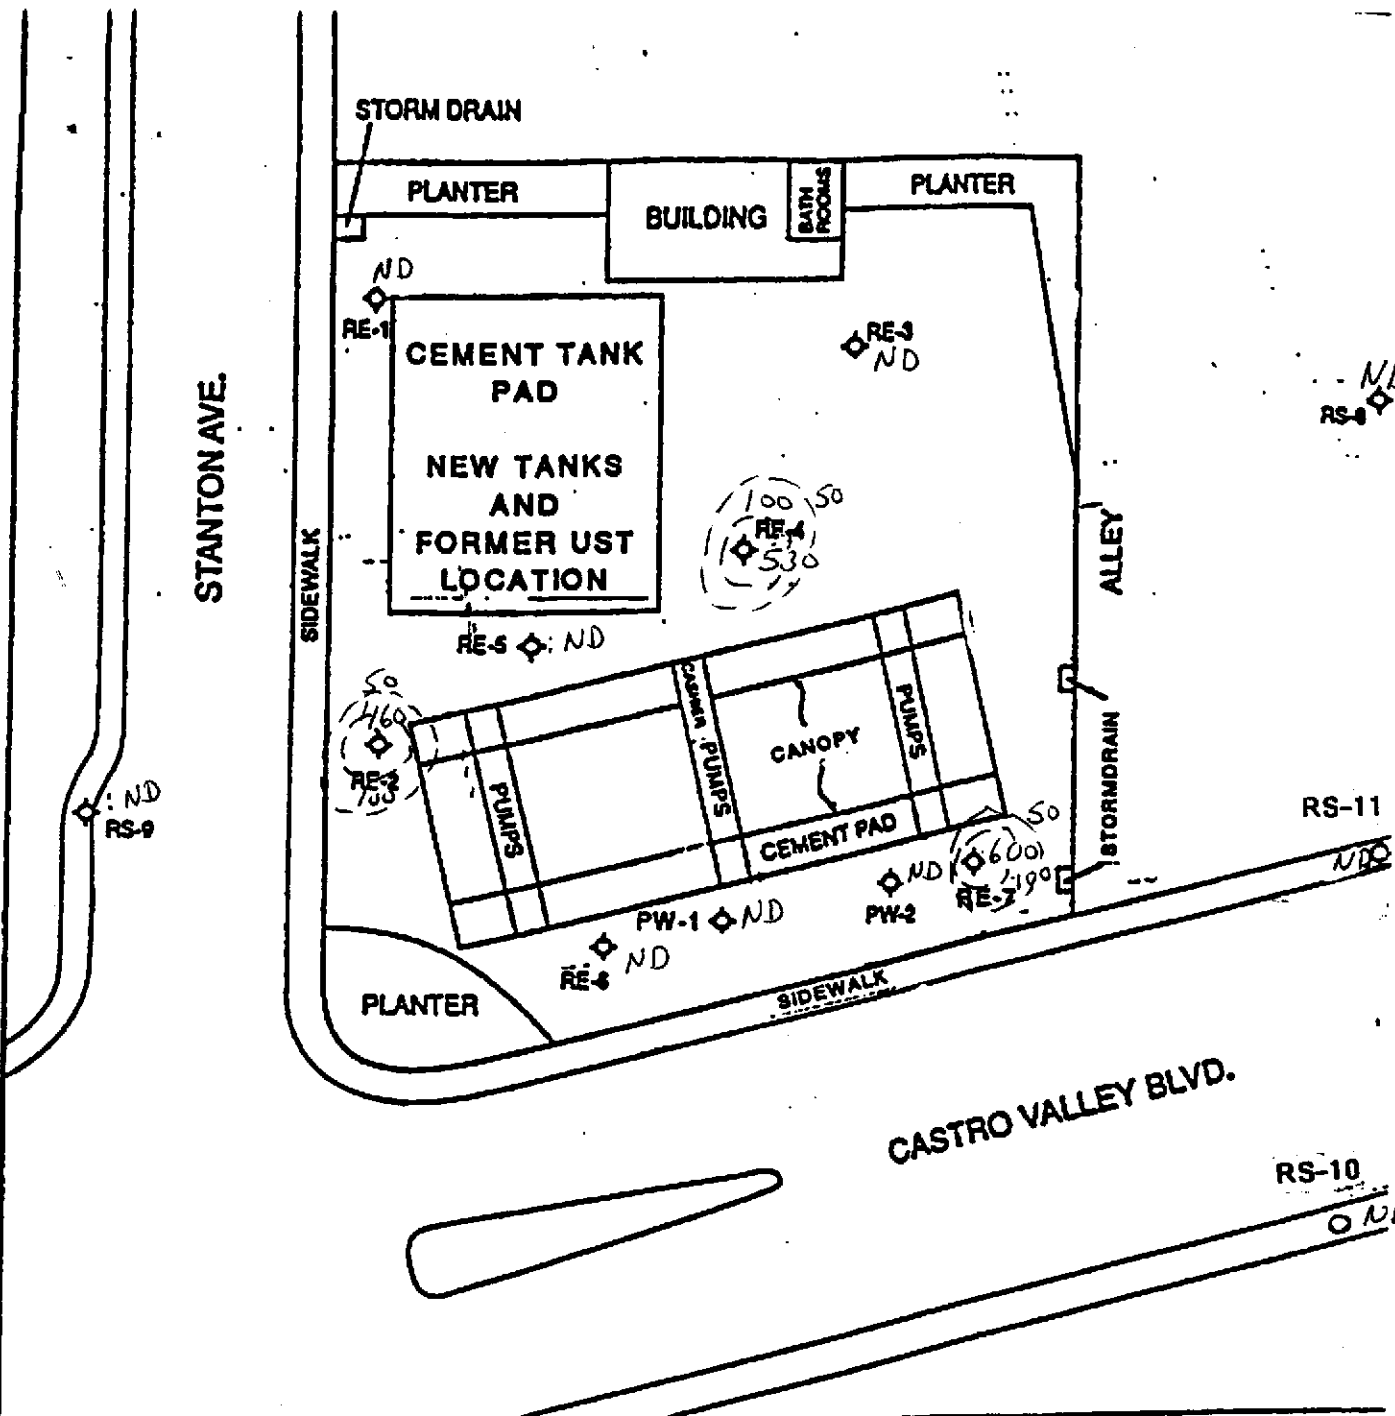 STORM DRAIN
PLANTER
BUILDING
BATH
ROOMS
PLANTER
ND
RE-1
CEMENT TANK
PAD
NEW TANKS
AND
FORMER UST
LOCATION
RE-3
ND
RS-8
STANTON AVE.
SIDEWALK
100 50
RE-4
530
ALLEY
RE-5 ND
50
460
RE-2
100
CASHIER
PUMPS
PUMPS
PUMPS
CANOPY
CEMENT PAD
STORMDRAIN
ND
RS-9
RS-11
ND
50
600
RE-7
ND
PW-2
PW-1 ND
RE-6 ND
PLANTER
SIDEWALK
CASTRO VALLEY BLVD.
RS-10